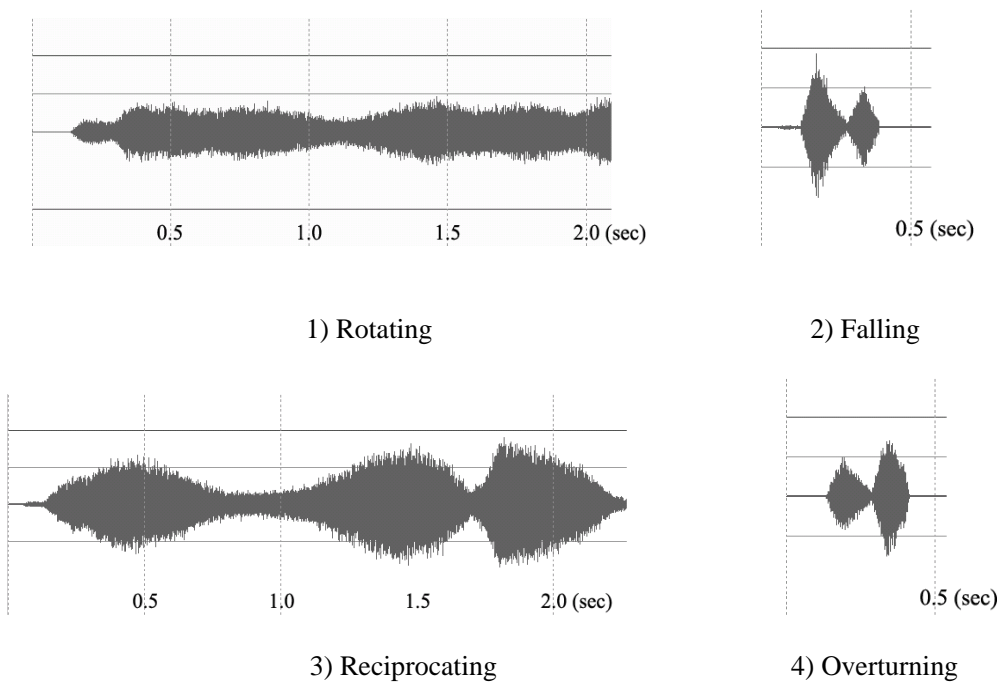 0.5 1.0 1.5 2.0 (sec)
0.5 (sec)
1) Rotating
2) Falling
0.5 1.0 1.5 2.0 (sec)
0.5 (sec)
3) Reciprocating
4) Overturning